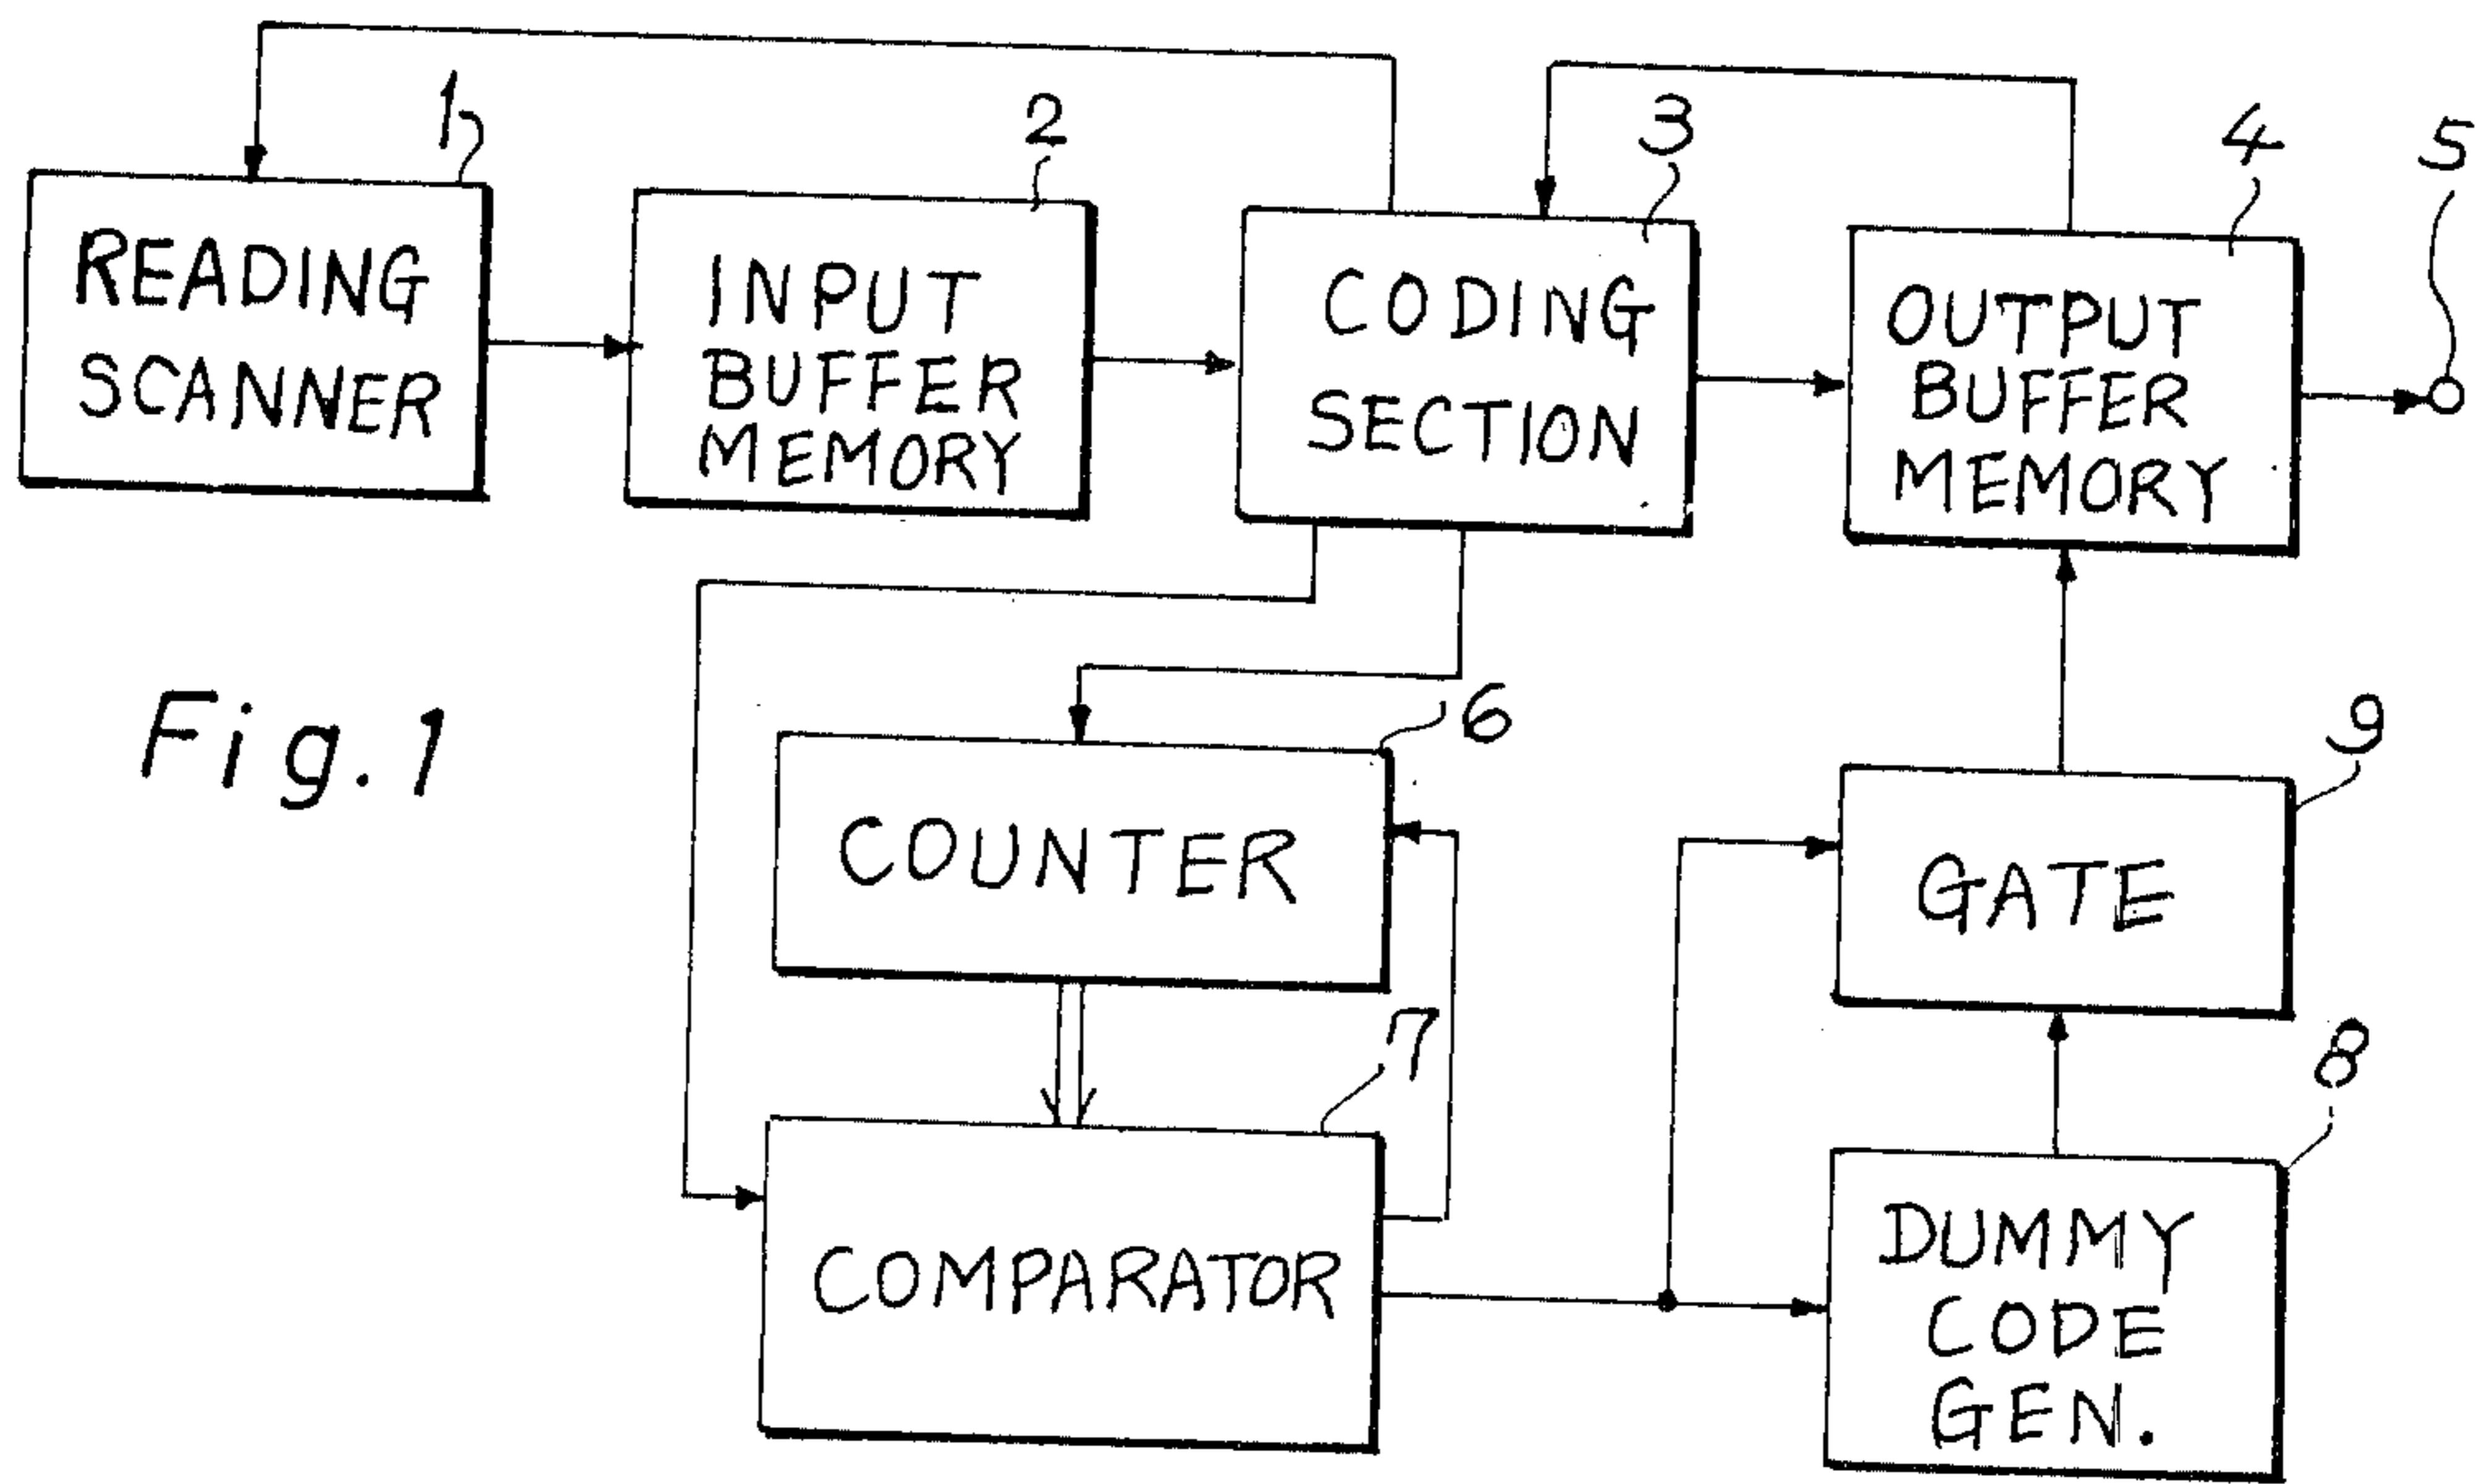 1
2
3
4
5
READING
SCANNER
INPUT
BUFFER
MEMORY
CODING
SECTION
OUTPUT
BUFFER
MEMORY
Fig. 1
6
COUNTER
9
GATE
7
COMPARATOR
8
DUMMY
CODE
GEN.